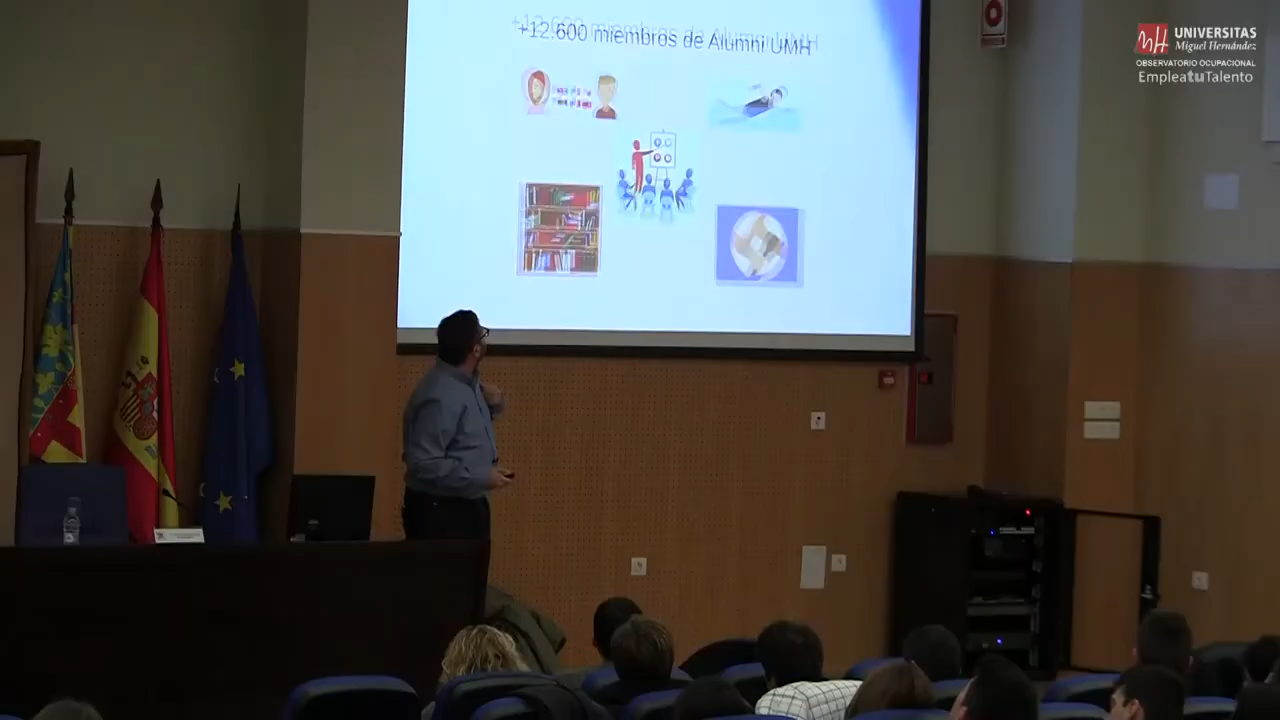 +12.600 miembros de Alumni UMH
UNIVERSITAS
Miguel Hernández
OBSERVATORIO OCUPACIONAL
EmpleatuTalento